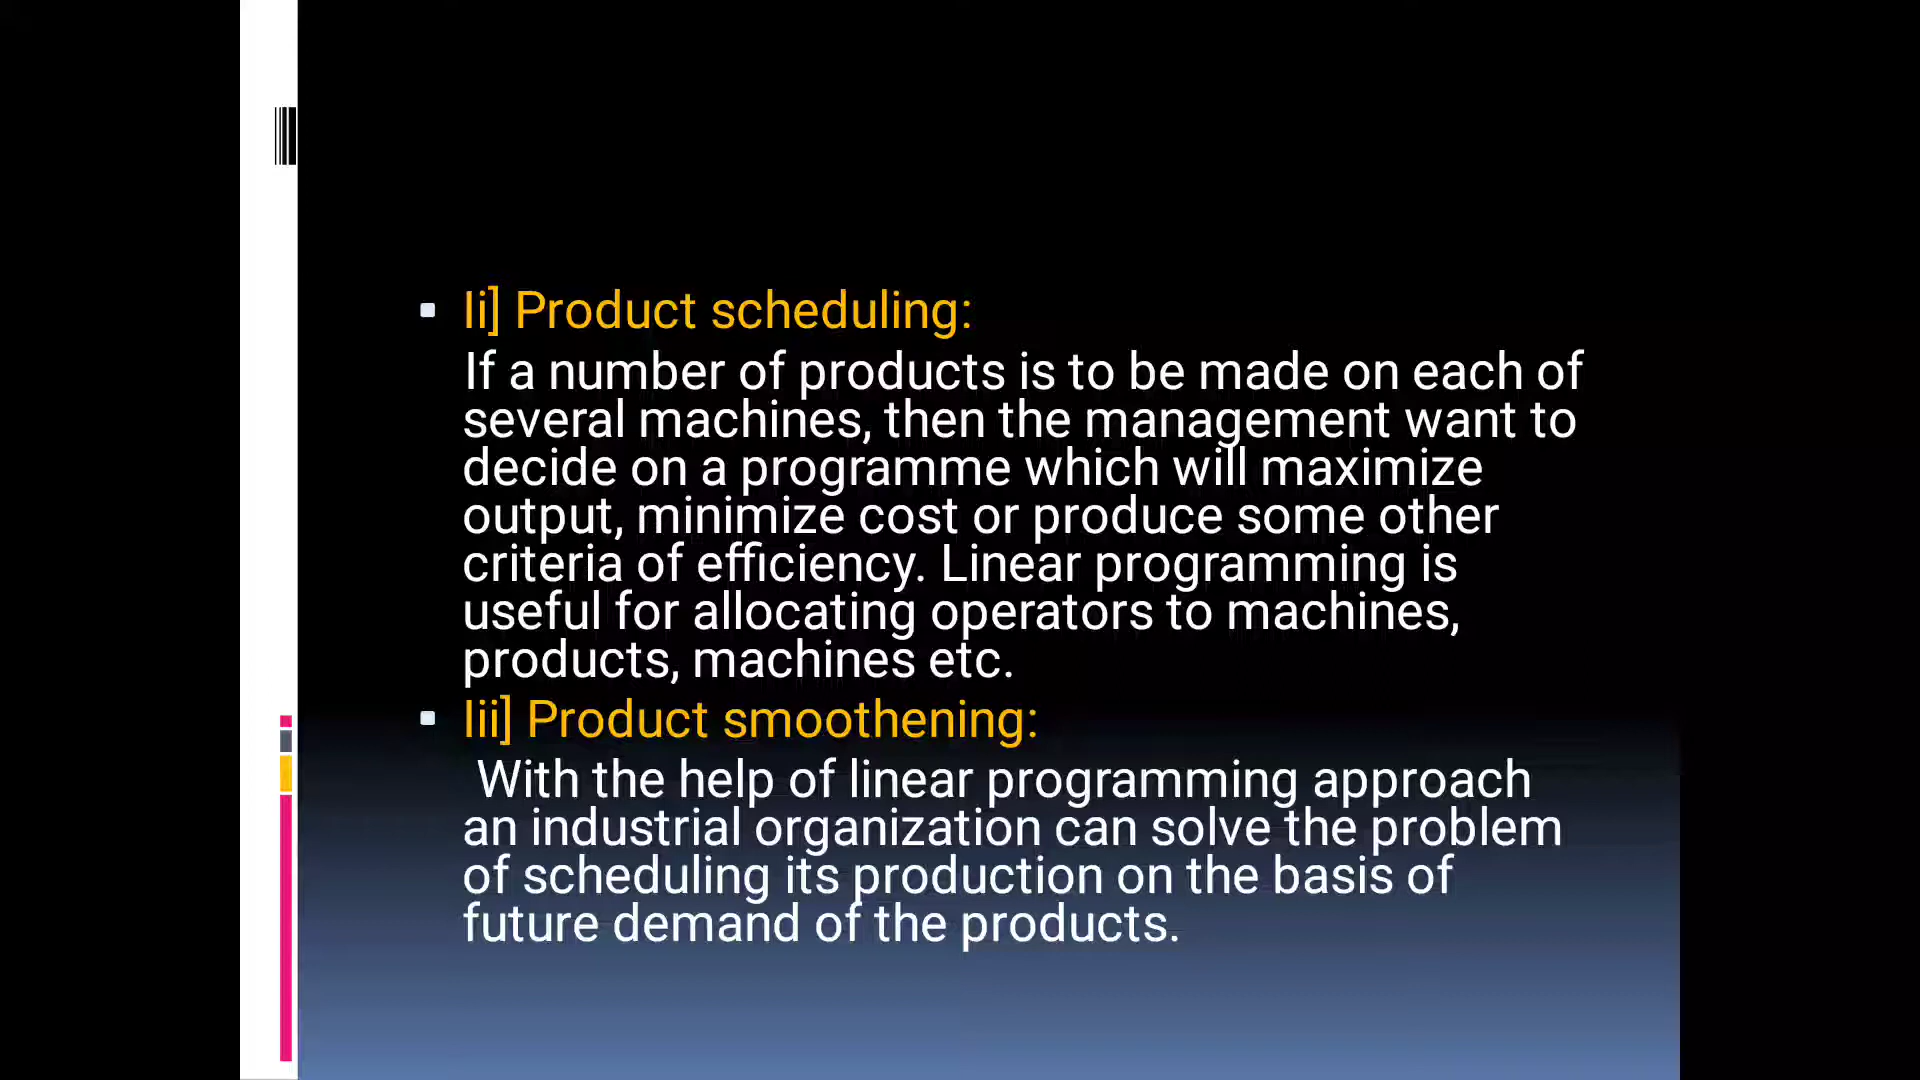 Ii] Product scheduling:
If a number of products is to be made on each of
several machines, then the management want to
decide on a programme which will maximize
output, minimize cost or produce some other
criteria of efficiency. Linear programming is
useful for allocating operators to machines,
products, machines etc.
Iii] Product smoothening:
With the help of linear programming approach
an industrial organization can solve the problem
of scheduling its production on the basis of
future demand of the products.